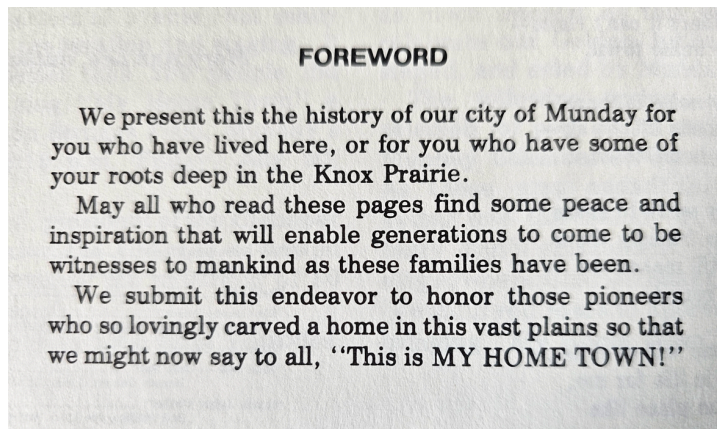 FOREWORD
We present this the history of our city of Munday for
you who have lived here, or for you who have some of
your roots deep in the Knox Prairie.
May all who read these pages find some peace and
inspiration that will enable generations to come to be
witnesses to mankind as these families have been.
We submit this endeavor to honor those pioneers
who so lovingly carved a home in this vast plains so that
we might now say to all, ‘‘This is MY HOME TOWN!’’